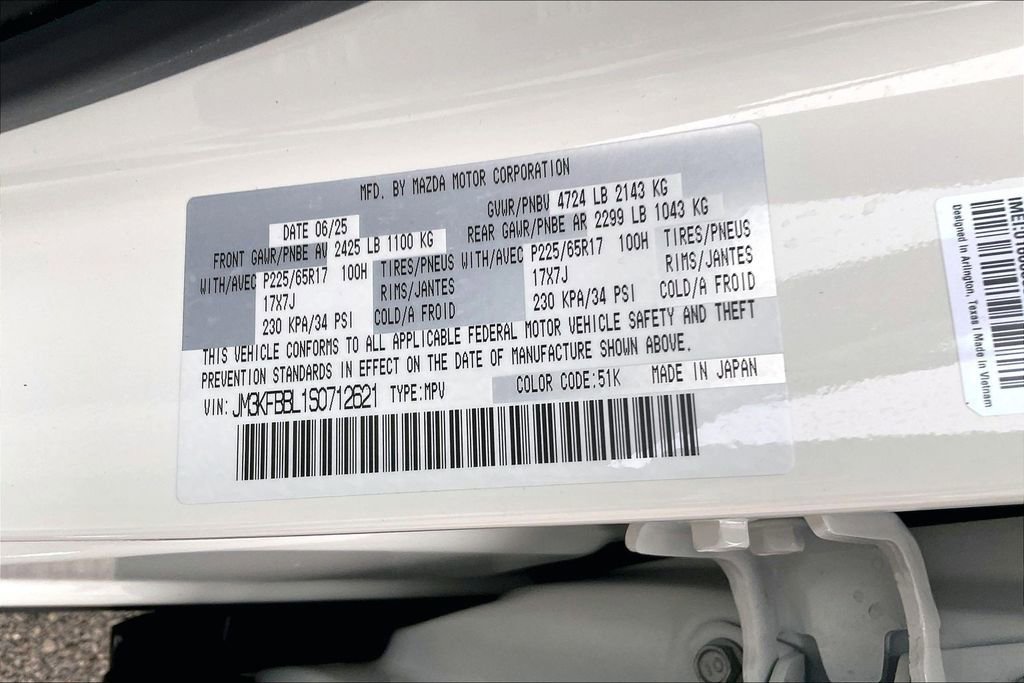 MFD. BY MAZDA MOTOR CORPORATION
DATE 06/25 GVWR/PNBV 4724 LB 2143 KG
FRONT GAWR/PNBE AV 2425 LB 1100 KG REAR GAWR/PNBE AR 2299 LB 1043 KG
WITH/AVEC P225/65R17 100H TIRES/PNEUS WITH/AVEC P225/65R17 100H TIRES/PNEUS
17X7J RIMS/JANTES 17X7J RIMS/JANTES
230 KPA/34 PSI COLD/A FROID 230 KPA/34 PSI COLD/A FROID
THIS VEHICLE CONFORMS TO ALL APPLICABLE FEDERAL MOTOR VEHICLE SAFETY AND THEFT
PREVENTION STANDARDS IN EFFECT ON THE DATE OF MANUFACTURE SHOWN ABOVE.
VIN: JM3KFBBL1S0712621 TYPE:MPV COLOR CODE:51K MADE IN JAPAN
Designed in Arlington, Texas | Made in Vietnam
10